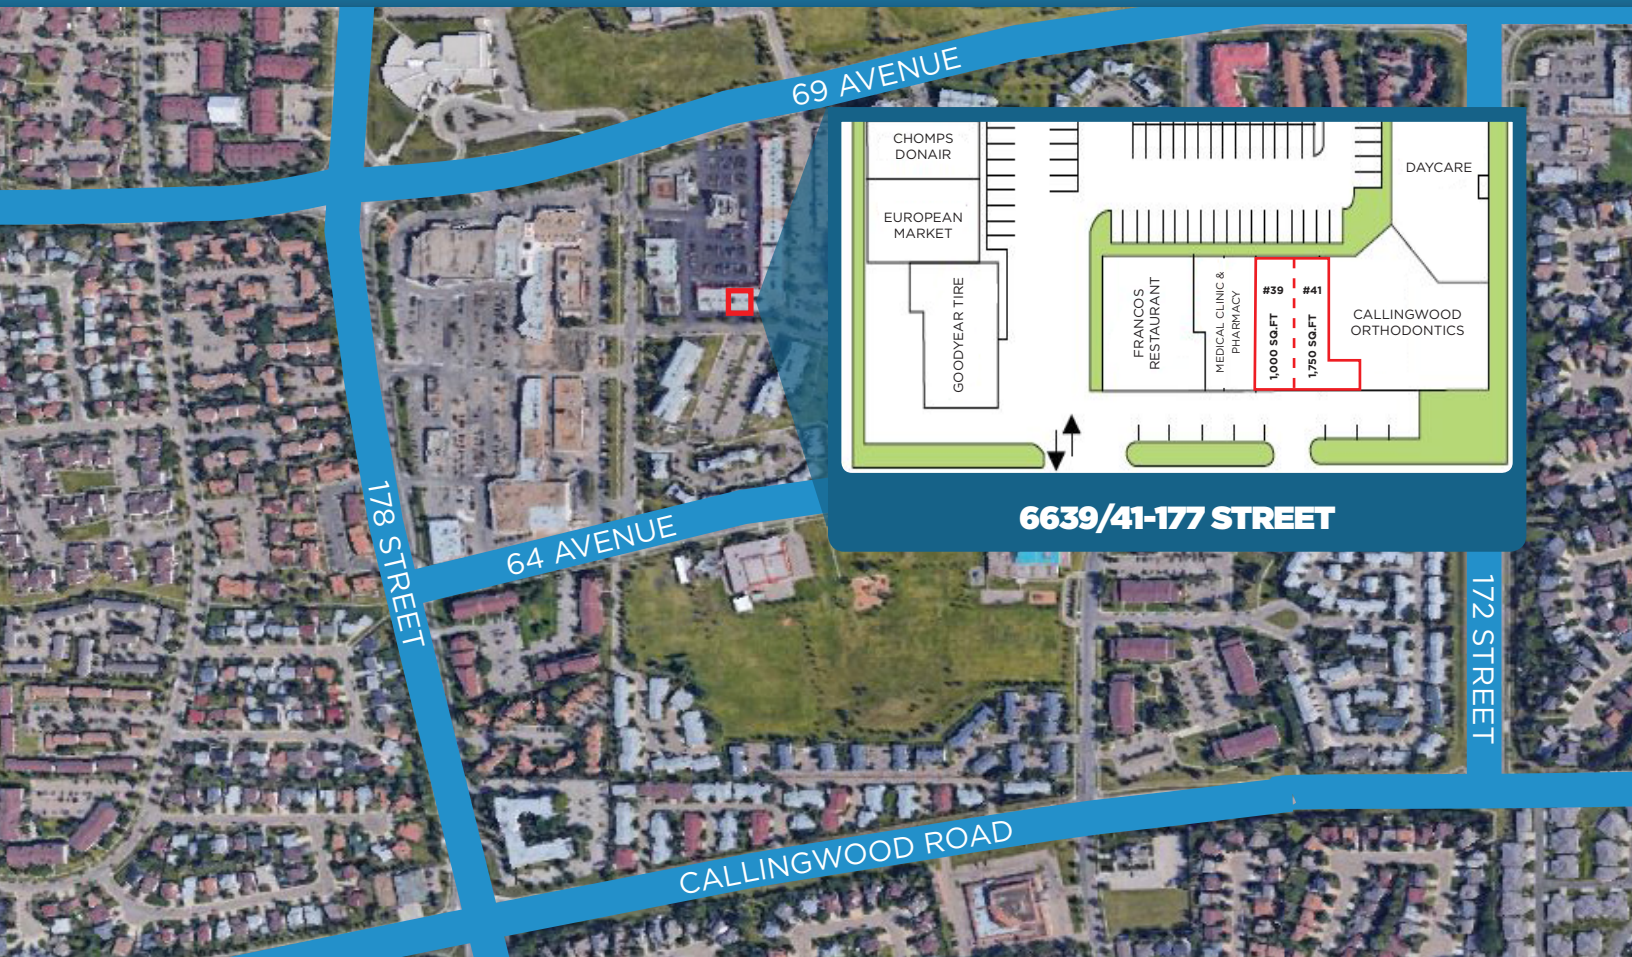 69 AVENUE
CHOMPS
DONAIR
EUROPEAN
MARKET
GOODYEAR TIRE
FRANCOS
RESTAURANT
MEDICAL CLINIC &
PHARMACY
#39
1,000 SQ.FT
#41
1,750 SQ.FT
DAYCARE
CALLINGWOOD
ORTHODONTICS
6639/41-177 STREET
178 STREET
64 AVENUE
172 STREET
CALLINGWOOD ROAD